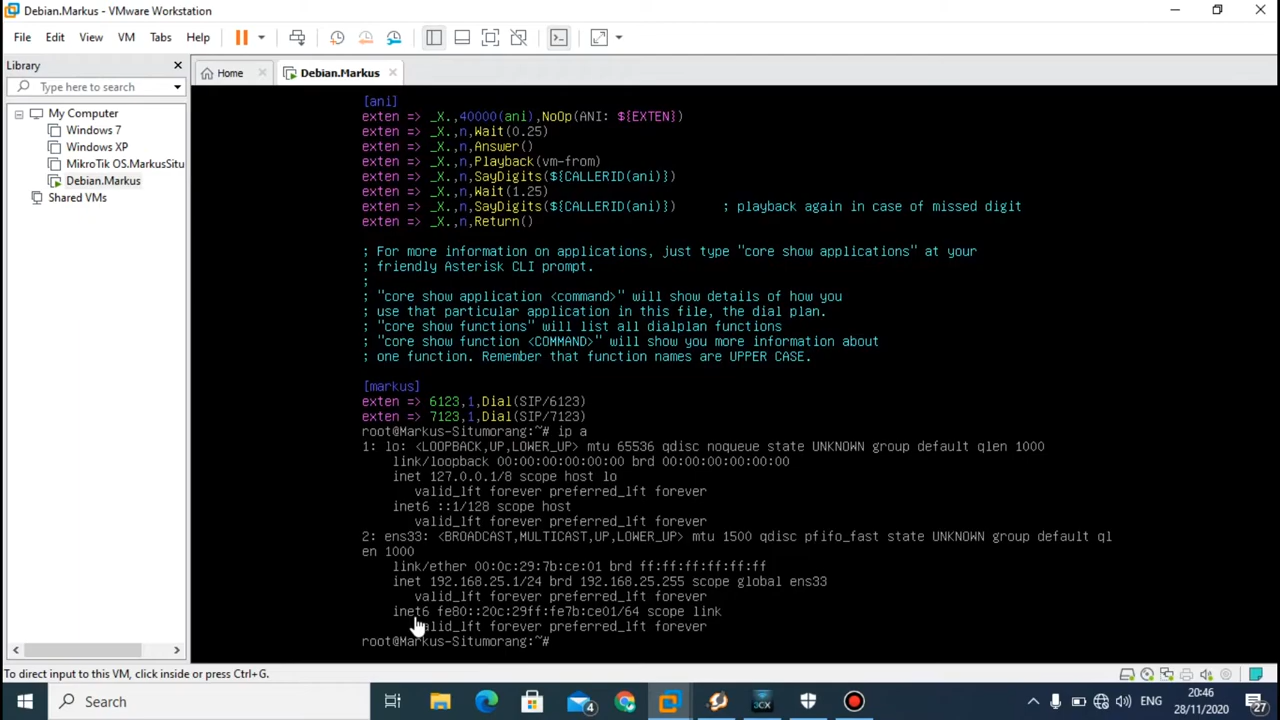 Debian.Markus - VMware Workstation
File Edit View VM Tabs Help
Library
Type here to search
My Computer
Windows 7
Windows XP
MikroTik OS.MarkusSitu
Debian.Markus
Shared VMs
Home
Debian.Markus
[ani]
exten => _X.,40000(ani),NoOp(ANI: ${EXTEN})
exten => _X.,n,Wait(0.25)
exten => _X.,n,Answer()
exten => _X.,n,Playback(vm-from)
exten => _X.,n,SayDigits(${CALLERID(ani)})
exten => _X.,n,Wait(1.25)
exten => _X.,n,SayDigits(${CALLERID(ani)}) ; playback again in case of missed digit
exten => _X.,n,Return()
; For more information on applications, just type "core show applications" at your
; friendly Asterisk CLI prompt.
;
; "core show application <command>" will show details of how you
; use that particular application in this file, the dial plan.
; "core show functions" will list all dialplan functions
; "core show function <COMMAND>" will show you more information about
; one function. Remember that function names are UPPER CASE.
[markus]
exten => 6123,1,Dial(SIP/6123)
exten => 7123,1,Dial(SIP/7123)
root@Markus-Situmorang:~# ip a
1: lo: <LOOPBACK,UP,LOWER_UP> mtu 65536 qdisc noqueue state UNKNOWN group default qlen 1000
link/loopback 00:00:00:00:00:00 brd 00:00:00:00:00:00
inet 127.0.0.1/8 scope host lo
valid_lft forever preferred_lft forever
inet6 ::1/128 scope host
valid_lft forever preferred_lft forever
2: ens33: <BROADCAST,MULTICAST,UP,LOWER_UP> mtu 1500 qdisc pfifo_fast state UNKNOWN group default ql
en 1000
link/ether 00:0c:29:7b:ce:01 brd ff:ff:ff:ff:ff:ff
inet 192.168.25.1/24 brd 192.168.25.255 scope global ens33
valid_lft forever preferred_lft forever
inet6 fe80::20c:29ff:fe7b:ce01/64 scope link
valid_lft forever preferred_lft forever
root@Markus-Situmorang:~#
To direct input to this VM, click inside or press Ctrl+G.
Type here to search
4
3CX
ENG
20:46
28/11/2020
27